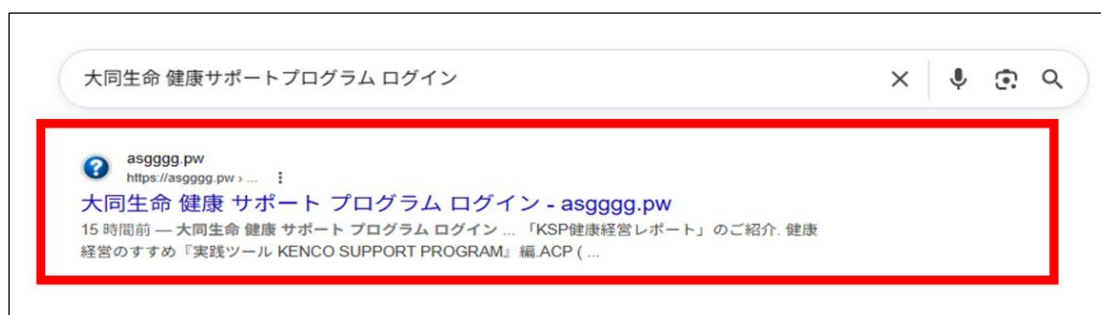 大同生命 健康サポートプログラム ログイン
asgggg.pw
https://asgggg.pw › ...
大同生命 健康 サポート プログラム ログイン - asgggg.pw
15 時間前 — 大同生命 健康 サポート プログラム ログイン ... 「KSP健康経営レポート」のご紹介. 健康
経営のすすめ『実践ツール KENCO SUPPORT PROGRAM』編.ACP ( ...